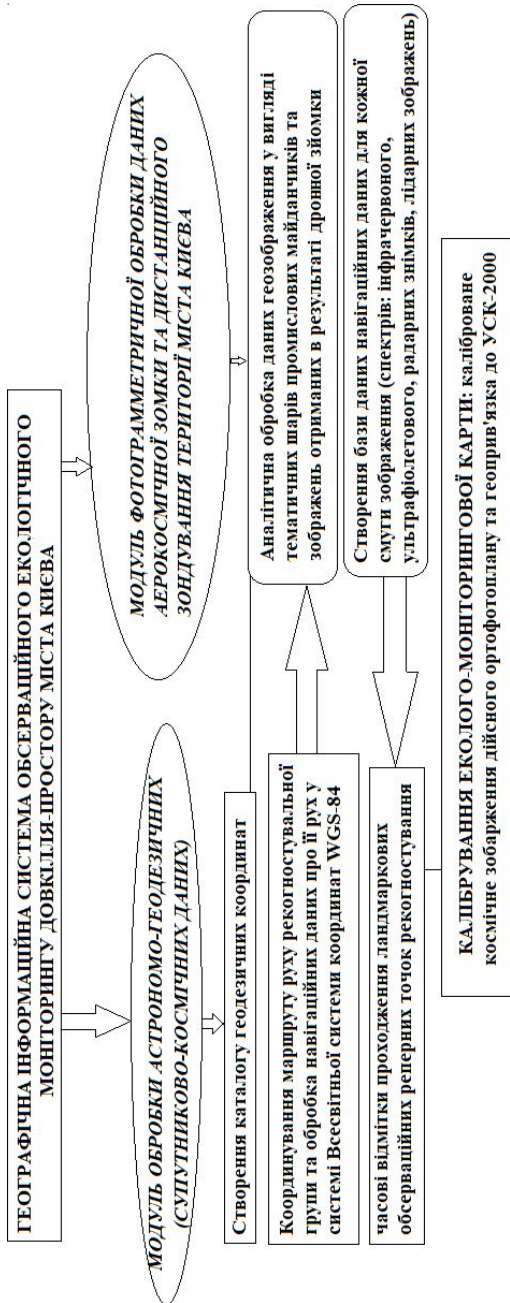 ГЕОГРАФІЧНА ІНФОРМАЦІЙНА СИСТЕМА ОБСЕРВАЦІЙНОГО ЕКОЛОГІЧНОГО
МОНІТОРИНГУ ДОВКІЛЛЯ-ПРОСТОРУ МІСТА КИЄВА
МОДУЛЬ ОБРОБКИ АСТРОНОМО-ГЕОДЕЗИЧНИХ
(СУПУТНИКОВО-КОСМІЧНИХ ДАНИХ)
МОДУЛЬ ФОТОГРАММЕТРИЧНОЇ ОБРОБКИ ДАНИХ
АЕРОКОСМІЧНОЇ ЗОМКИ ТА ДИСТАНЦІЙНОГО
ЗОНДУВАННЯ ТЕРИТОРІЇ МІСТА КИЄВА
Створення каталогу геодезичних координат
Координування маршруту руху рекогностувальної
групи та обробка навігаційних даних про її рух у
системі Всесвітньої системи координат WGS-84
Аналітична обробка даних геозображення у вигляді
тематичних шарів промислових майданчиків та
зображень отриманих в результаті дронної зйомки
часові відмітки проходження ландмаркових
обсерваційних реперних точок рекогностування
Створення бази даних навігаційних даних для кожної
смуги зображення (спектрів: інфрачервоного,
ультрафіолетового, радарних знімків, лідарних зображень)
КАЛІБРУВАННЯ ЕКОЛОГО-МОНІТОРИНГОВОЇ КАРТИ: каліброване
космічне зобарження дійсного ортофотоплану та геоприв'язка до УСК-2000